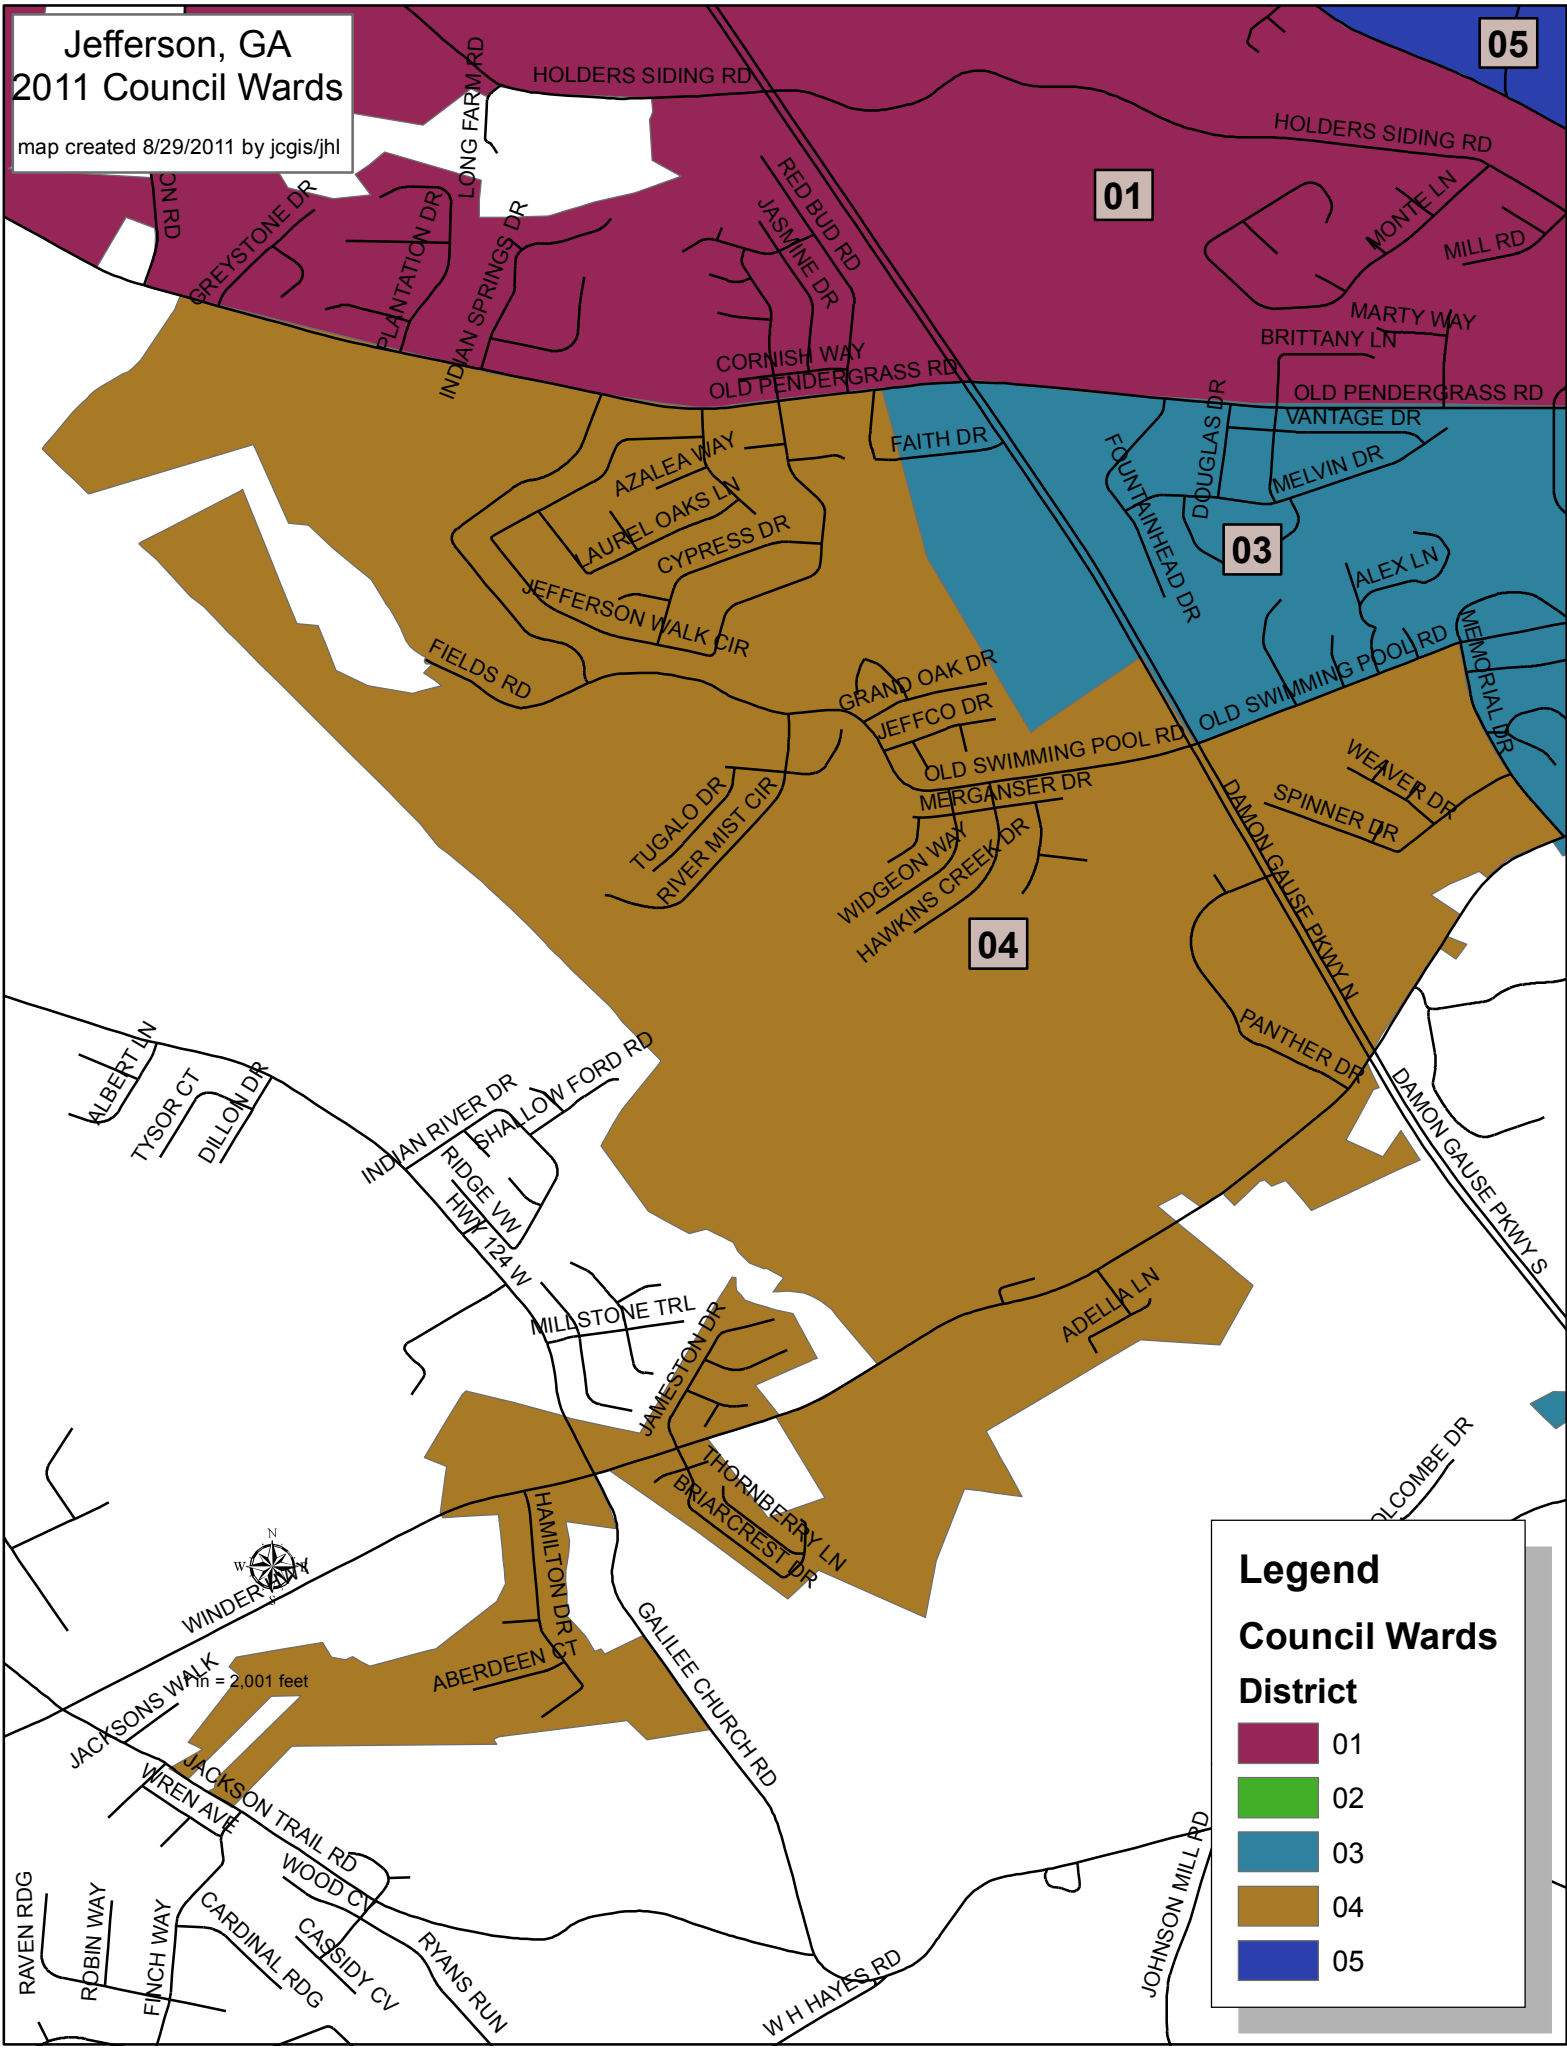 Jefferson, GA
2011 Council Wards
map created 8/29/2011 by jcgis/jhl
05
HOLDERS SIDING RD
LONG FARM RD
HOLDERS SIDING RD
01
ON RD
GREYSTONE DR
PLANTATION DR
INDIAN SPRINGS DR
RED BUD RD
JASMINE DR
MONTE LN
MILL RD
MARTY WAY
BRITTANY LN
CORNISH WAY
OLD PENDERGRASS RD
OLD PENDERGRASS RD
VANTAGE DR
FAITH DR
FOUNTAINHEAD DR
DOUGLAS DR
MELVIN DR
AZALEA WAY
LAUREL OAKS LN
CYPRESS DR
03
ALEX LN
JEFFERSON WALK CIR
FIELDS RD
MEMORIAL DR
OLD SWIMMING POOL RD
GRAND OAK DR
JEFFCO DR
OLD SWIMMING POOL RD
MERGANSER DR
WEAVER DR
SPINNER DR
TUGALO DR
RIVER MIST CIR
WIDGEON WAY
HAWKINS CREEK DR
DAMON GAUSE PKWY N
04
PANTHER DR
ALBERT LN
TYSOR CT
DILLON DR
INDIAN RIVER DR
SHALLOW FORD RD
RIDGE VW
HWY 124 W
DAMON GAUSE PKWY S
MILLSTONE TRL
JAMESTON DR
ADELLA LN
THORNBERRY LN
BRIARCREST DR
OLCOMBE DR
HAMILTON DR
N
W
S
WINDER HWY
ABERDEEN CT
GALILEE CHURCH RD
JACKSONS WALK
1 in = 2,001 feet
JACKSON TRAIL RD
WREN AVE
WOOD CV
RAVEN RDG
ROBIN WAY
FINCH WAY
CARDINAL RDG
CASSIDY CV
RYANS RUN
W H HAYES RD
JOHNSON MILL RD
Legend
Council Wards
District
01
02
03
04
05